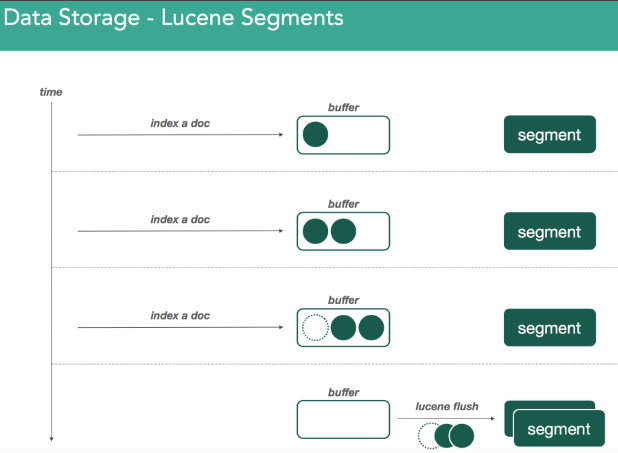 Data Storage - Lucene Segments
time
buffer
index a doc
segment
buffer
index a doc
segment
buffer
index a doc
segment
buffer
lucene flush
segment